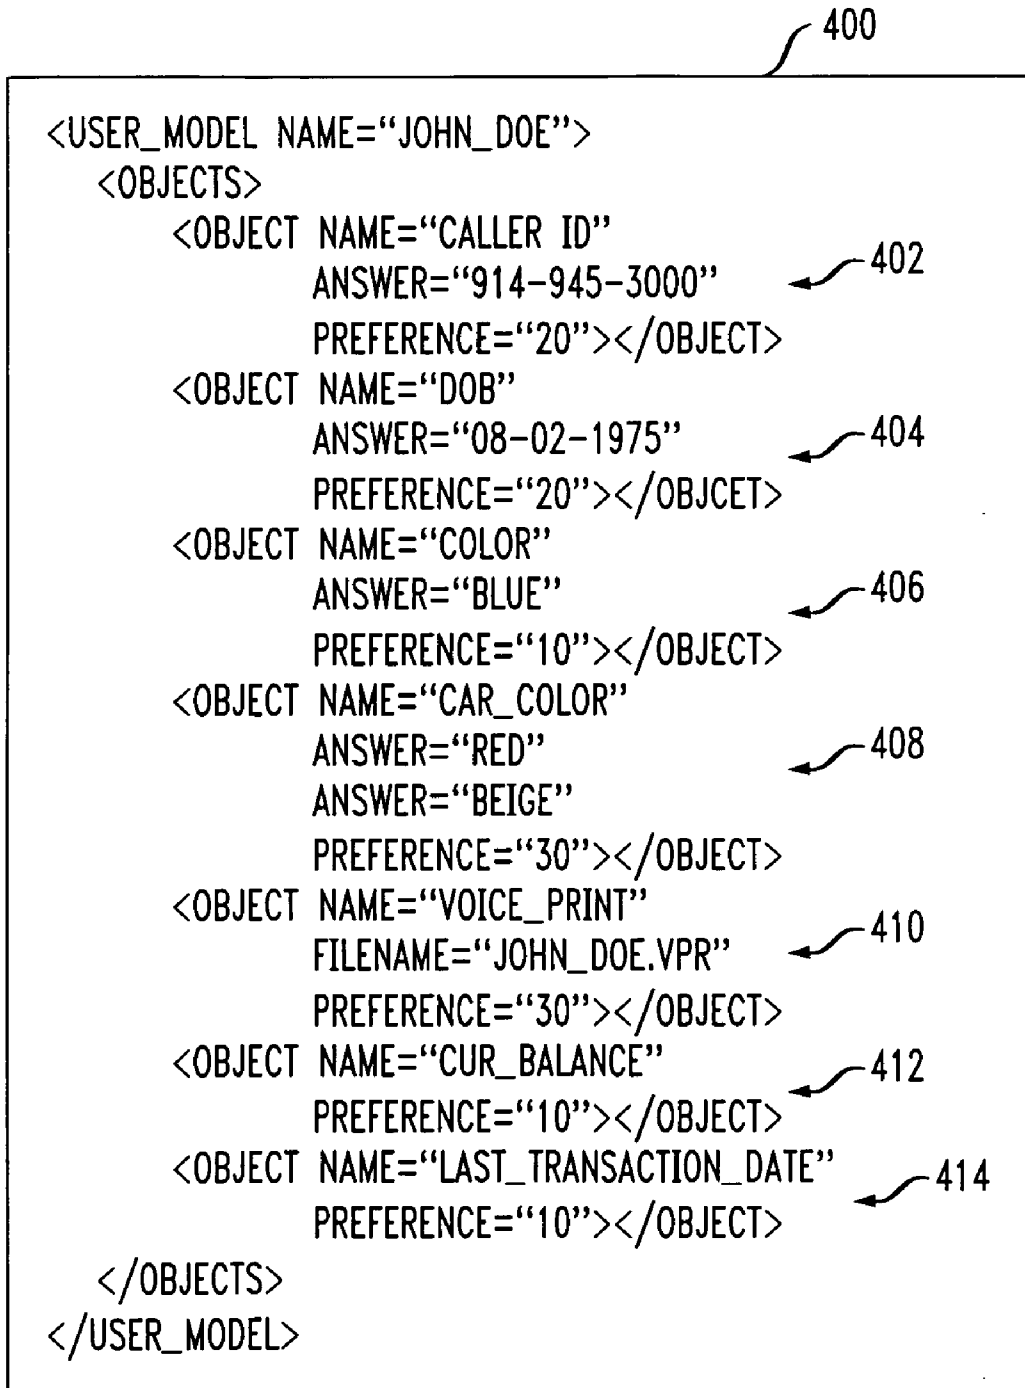 400
<USER_MODEL NAME=“JOHN_DOE”>
<OBJECTS>
<OBJECT NAME=“CALLER ID”
ANSWER=“914-945-3000” 402
PREFERENCE=“20”></OBJECT>
<OBJECT NAME=“DOB”
ANSWER=“08-02-1975” 404
PREFERENCE=“20”></OBJCET>
<OBJECT NAME=“COLOR”
ANSWER=“BLUE” 406
PREFERENCE=“10”></OBJECT>
<OBJECT NAME=“CAR_COLOR”
ANSWER=“RED” 408
ANSWER=“BEIGE”
PREFERENCE=“30”></OBJECT>
<OBJECT NAME=“VOICE_PRINT”
FILENAME=“JOHN_DOE.VPR” 410
PREFERENCE=“30”></OBJECT>
<OBJECT NAME=“CUR_BALANCE” 412
PREFERENCE=“10”></OBJECT>
<OBJECT NAME=“LAST_TRANSACTION_DATE” 414
PREFERENCE=“10”></OBJECT>
</OBJECTS>
</USER_MODEL>